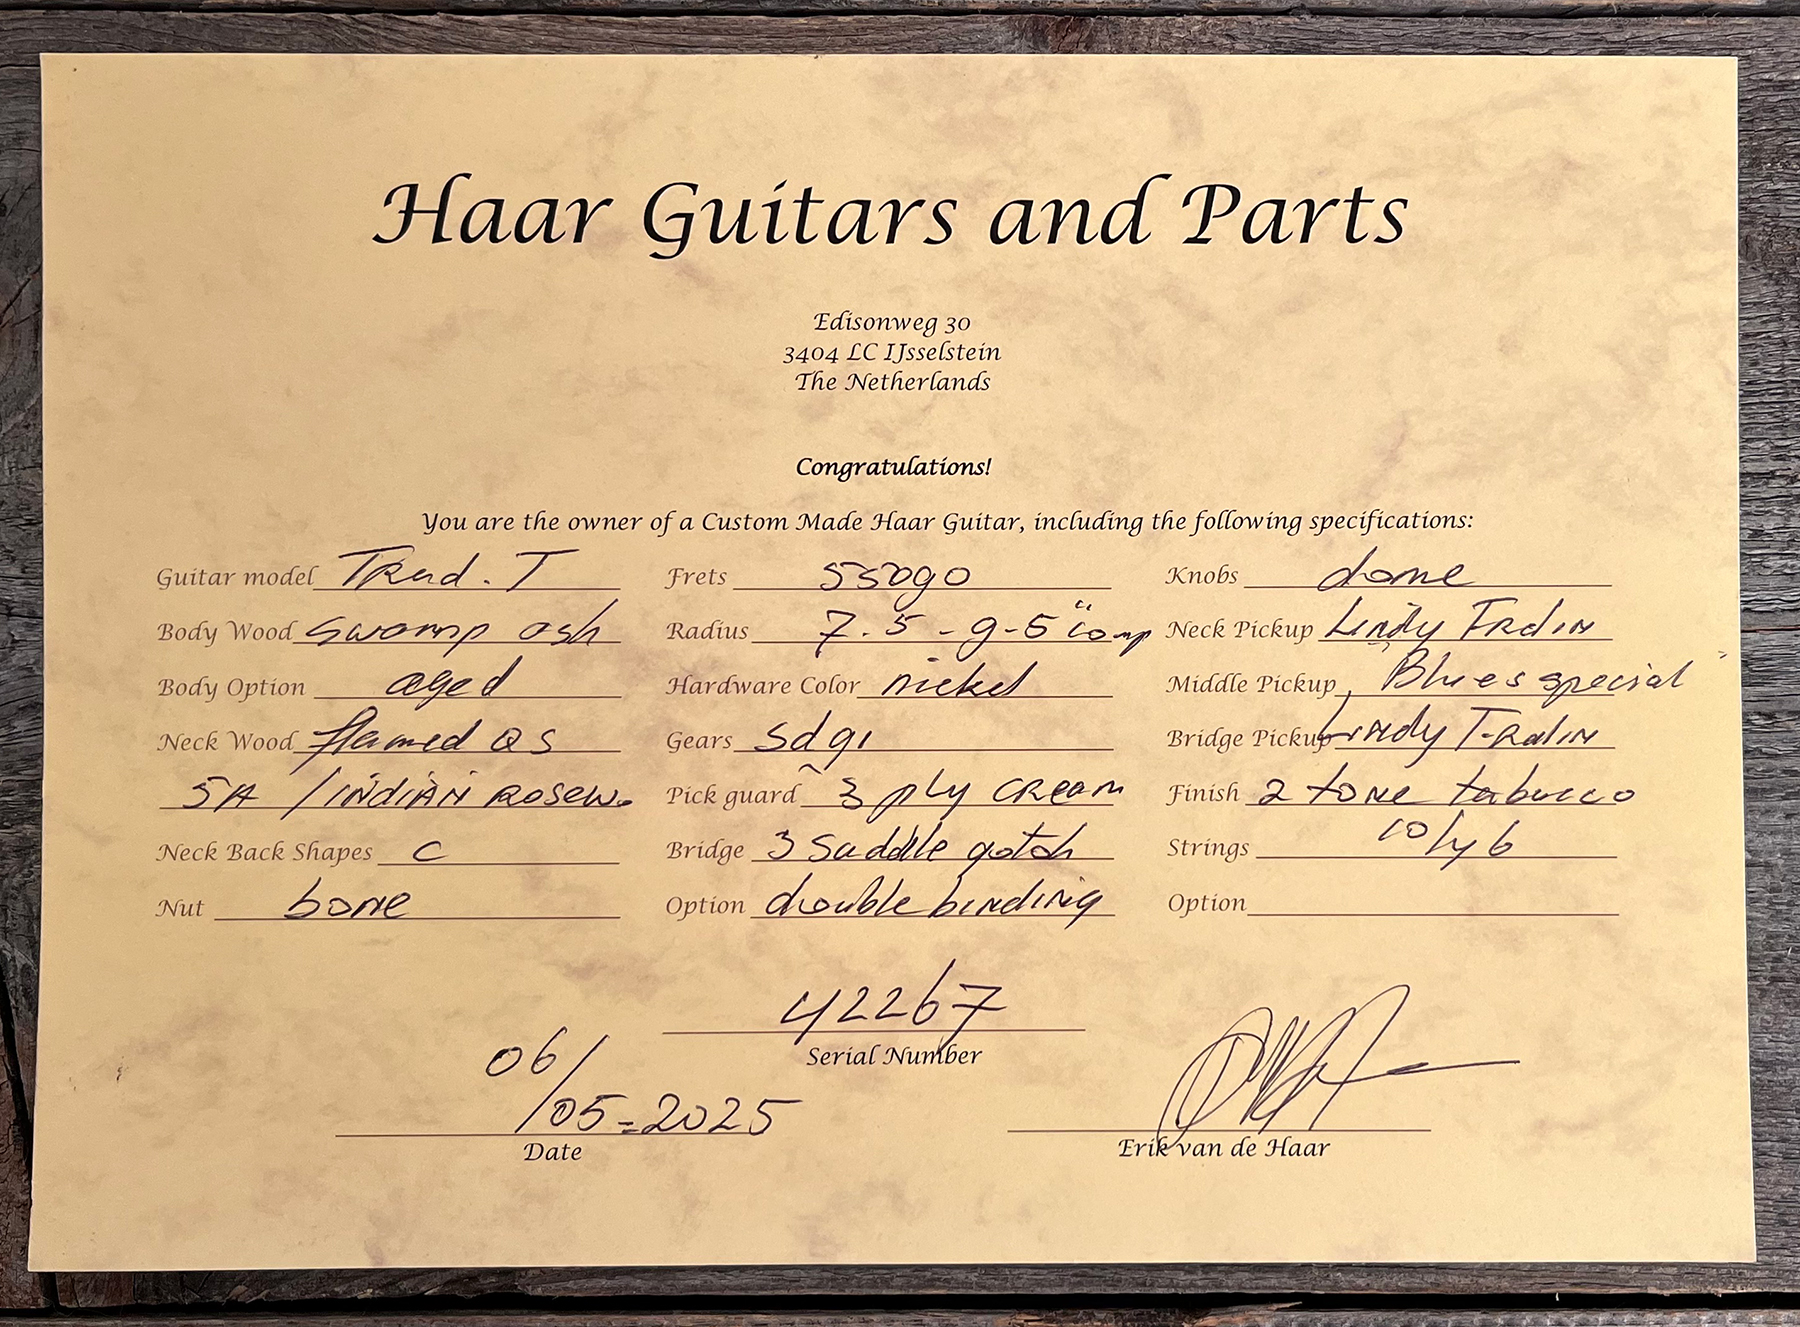 Haar Guitars and Parts
Edisonweg 30
3404 LC IJsselstein
The Netherlands
Congratulations!
You are the owner of a Custom Made Haar Guitar, including the following specifications:
Guitar model Trad. T
Frets 55090
Knobs dome
Body Wood swamp ash
Radius 7.5 - 9-5" comp
Neck Pickup Lindy Fralin
Body Option aged
Hardware Color nickel
Middle Pickup Blues special
Neck Wood flamed QS
Gears sd91
Bridge Pickup Lindy Fralin
5A / indian rosew.
Pick guard 3 ply cream
Finish 2 tone tabacco
Neck Back Shapes C
Bridge 3 saddle gotoh
Strings 10/46
Nut bone
Option double binding
Option
42267
Serial Number
06/05-2025
Date
Erik van de Haar